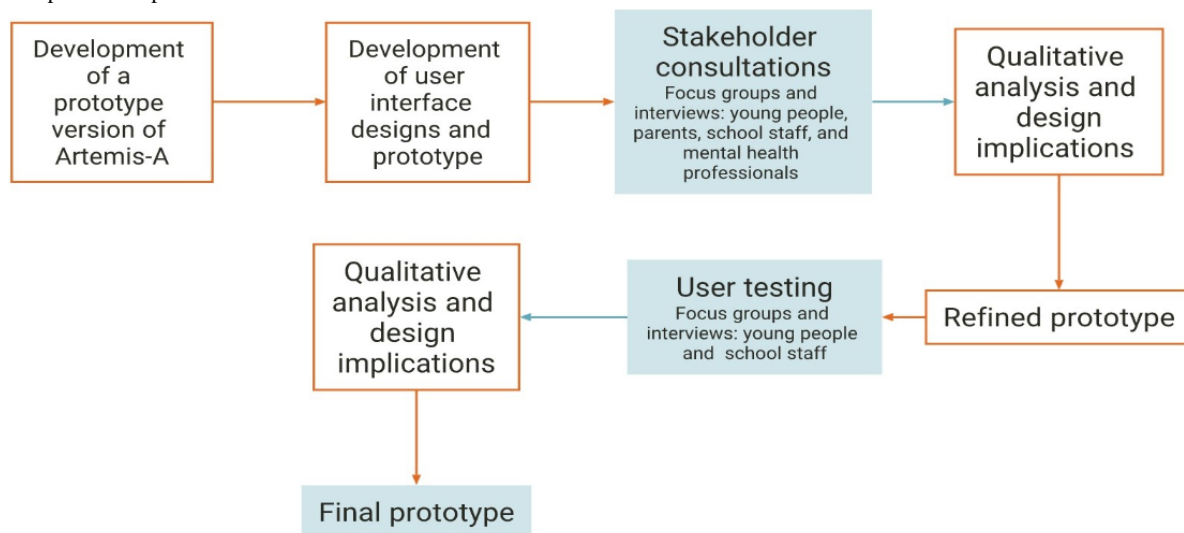 Development
of a
prototype
version of
Artemis-A
Development
of user
interface
designs and
prototype
Stakeholder
consultations
Focus groups and
interviews: young people,
parents, school staff, and
mental health
professionals
Qualitative
analysis and
design
implications
Refined prototype
User testing
Focus groups and
interviews: young people
and school staff
Qualitative
analysis and
design
implications
Final prototype